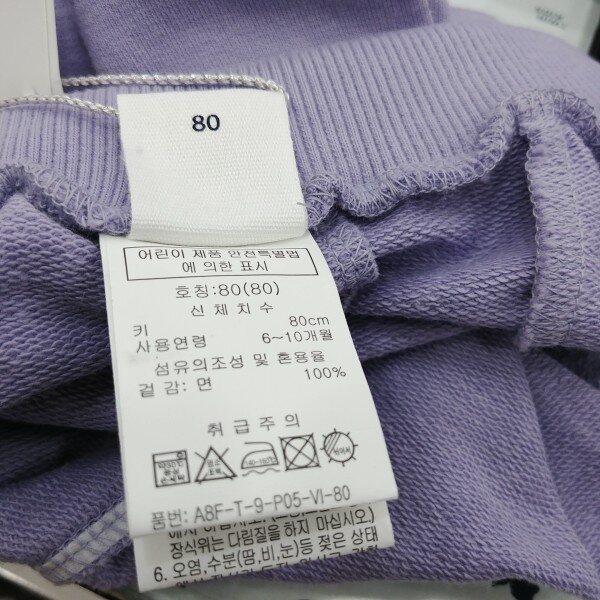 80
어린이 제품 안전특별법
에 의한 표시
호칭:80(80)
신체치수
키 80cm
사용연령 6~10개월
섬유의조성 및 혼용율
겉감: 면 100%
취급주의
품번: A8F-T-9-P05-VI-80
장식위는 다림질을 하지 마십시오)
6. 오염,수분(땀,비,눈)등 젖은 상태